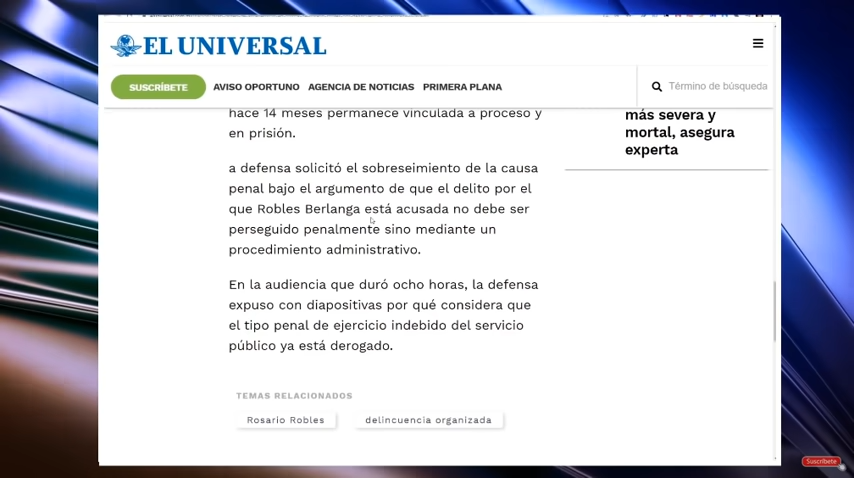 EL UNIVERSAL
SUSCRÍBETE
AVISO OPORTUNO AGENCIA DE NOTICIAS PRIMERA PLANA
Término de búsqueda
hace 14 meses permanece vinculada a proceso y
en prisión.
a defensa solicitó el sobreseimiento de la causa
penal bajo el argumento de que el delito por el
que Robles Berlanga está acusada no debe ser
perseguido penalmente sino mediante un
procedimiento administrativo.
En la audiencia que duró ocho horas, la defensa
expuso con diapositivas por qué considera que
el tipo penal de ejercicio indebido del servicio
público ya está derogado.
TEMAS RELACIONADOS
Rosario Robles
delincuencia organizada
más severa y
mortal, asegura
experta
Suscríbete